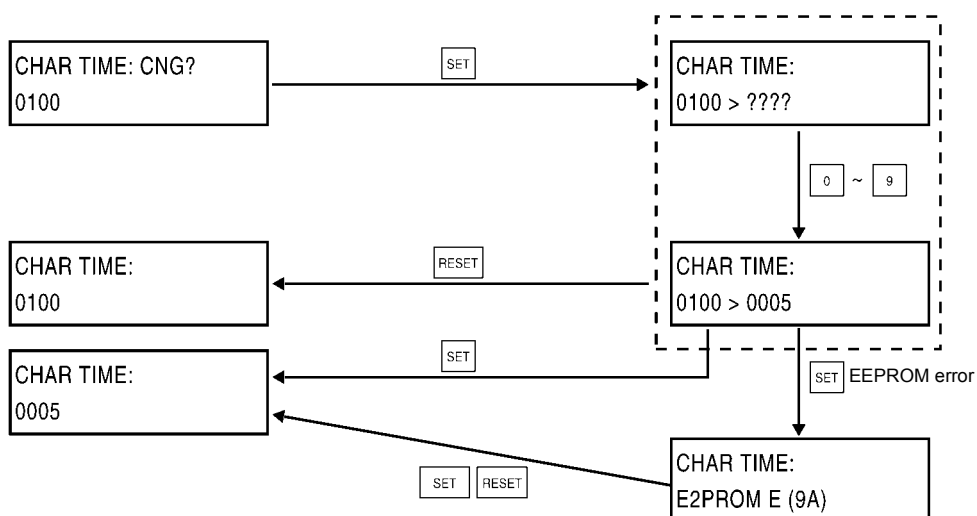 CHAR TIME: CNG?
0100
SET
CHAR TIME:
0100 > ????
0 ~ 9
CHAR TIME:
0100
RESET
CHAR TIME:
0100 > 0005
CHAR TIME:
0005
SET
SET EEPROM error
SET RESET
CHAR TIME:
E2PROM E (9A)